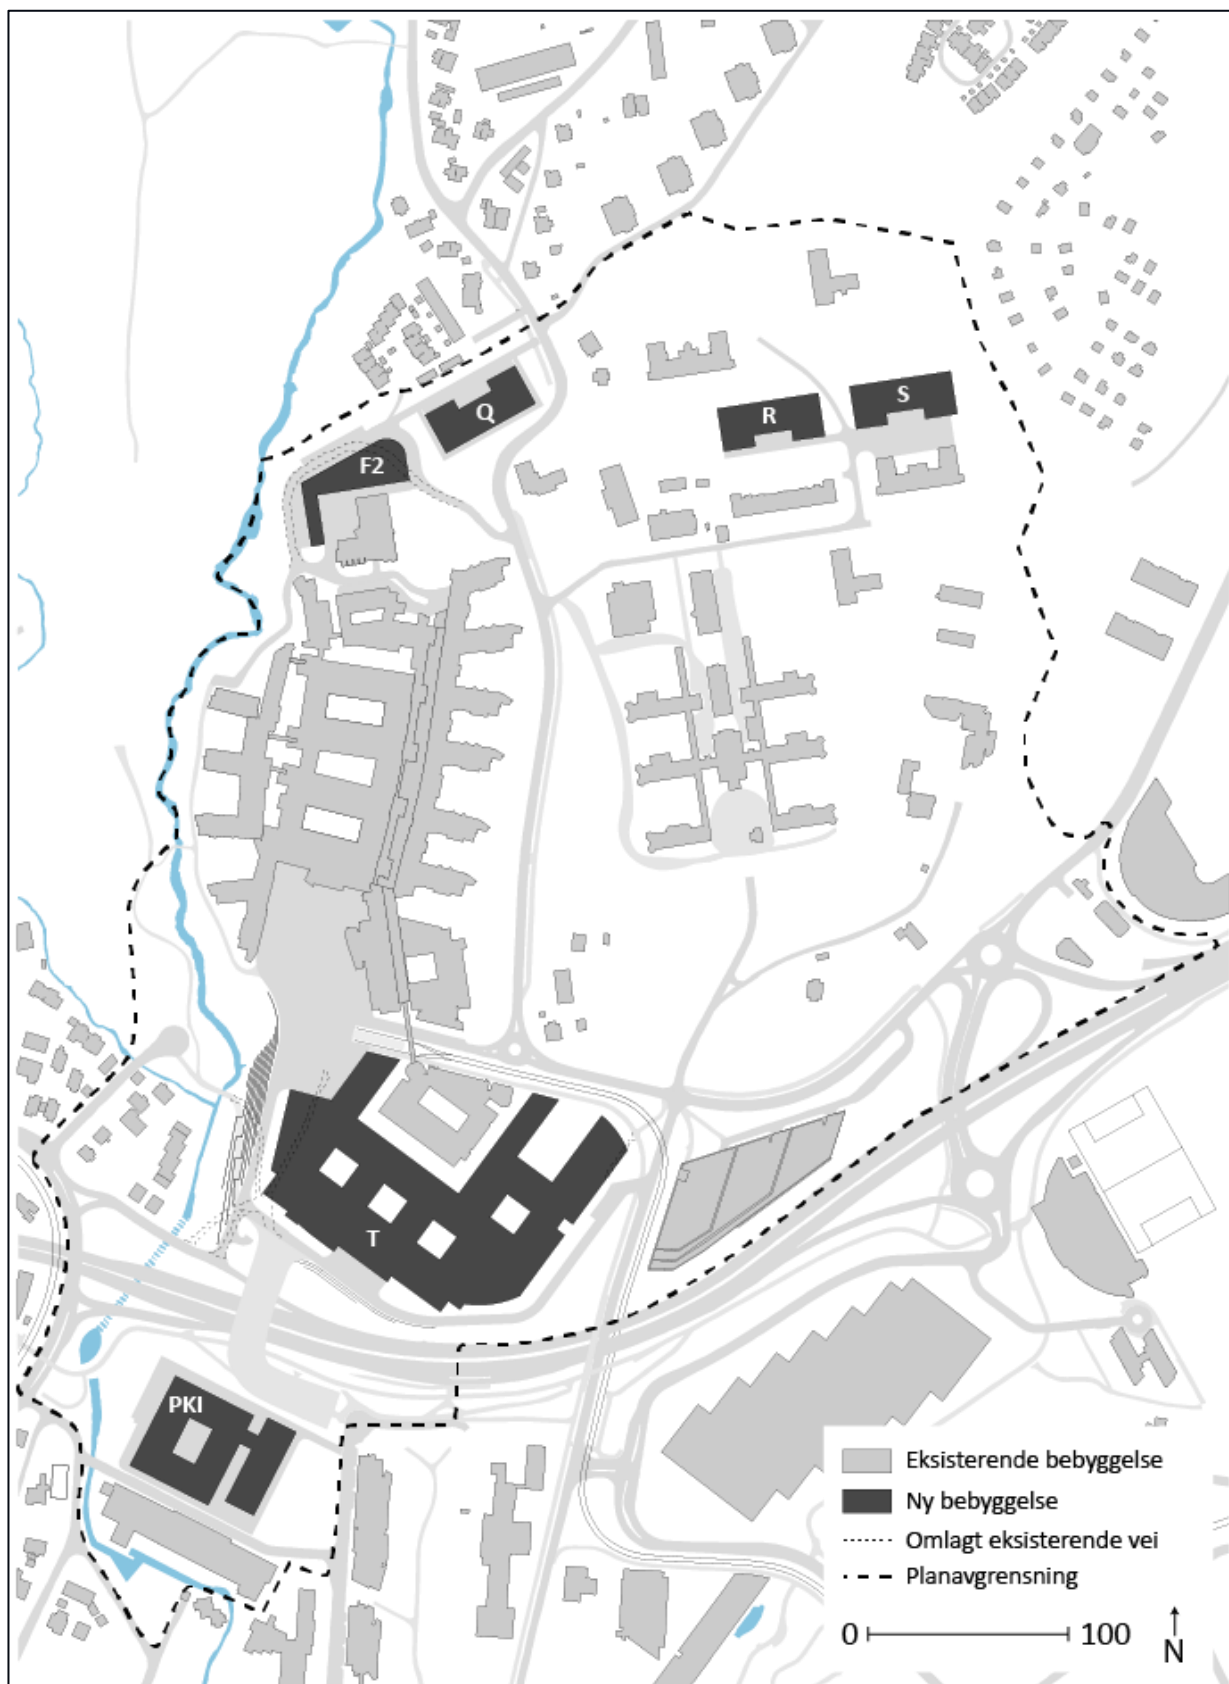 Q
R
S
F2
T
PKI
Eksisterende bebyggelse
Ny bebyggelse
Omlagt eksisterende vei
Planavgrensning
0 100
N